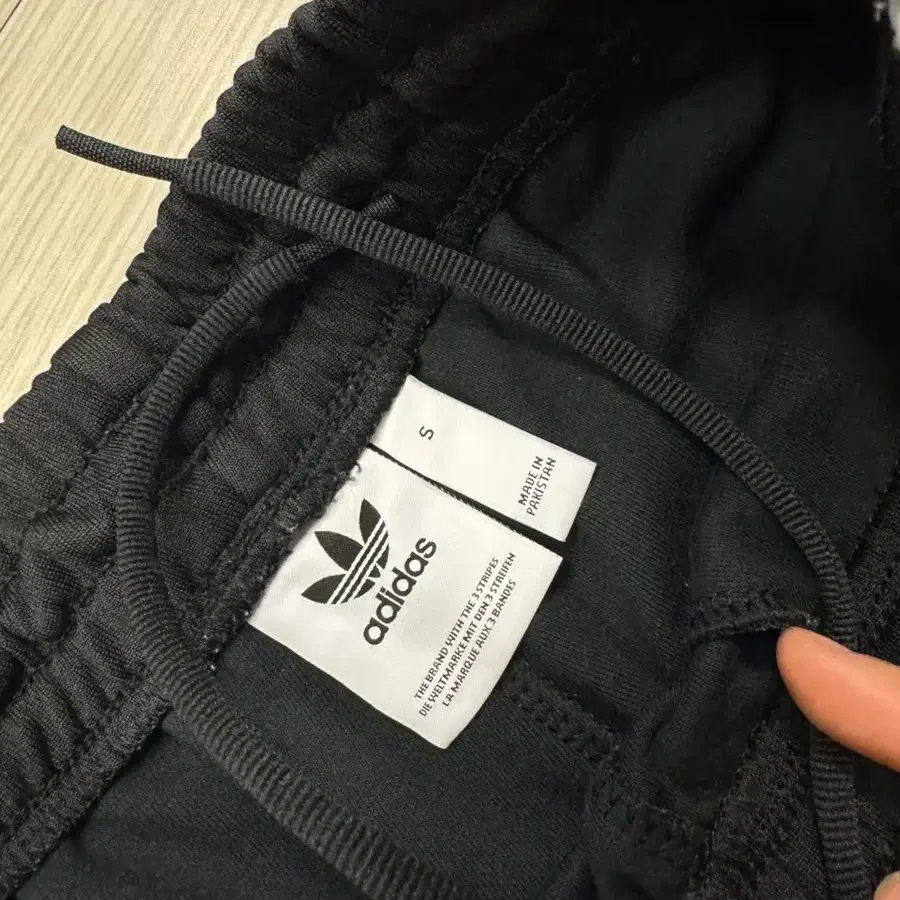 S
MADE IN
PAKISTAN
adidas
THE BRAND WITH THE 3 STRIPES
DIE WELTMARKE MIT DEN 3 STREIFEN
LA MARQUE AUX 3 BANDES